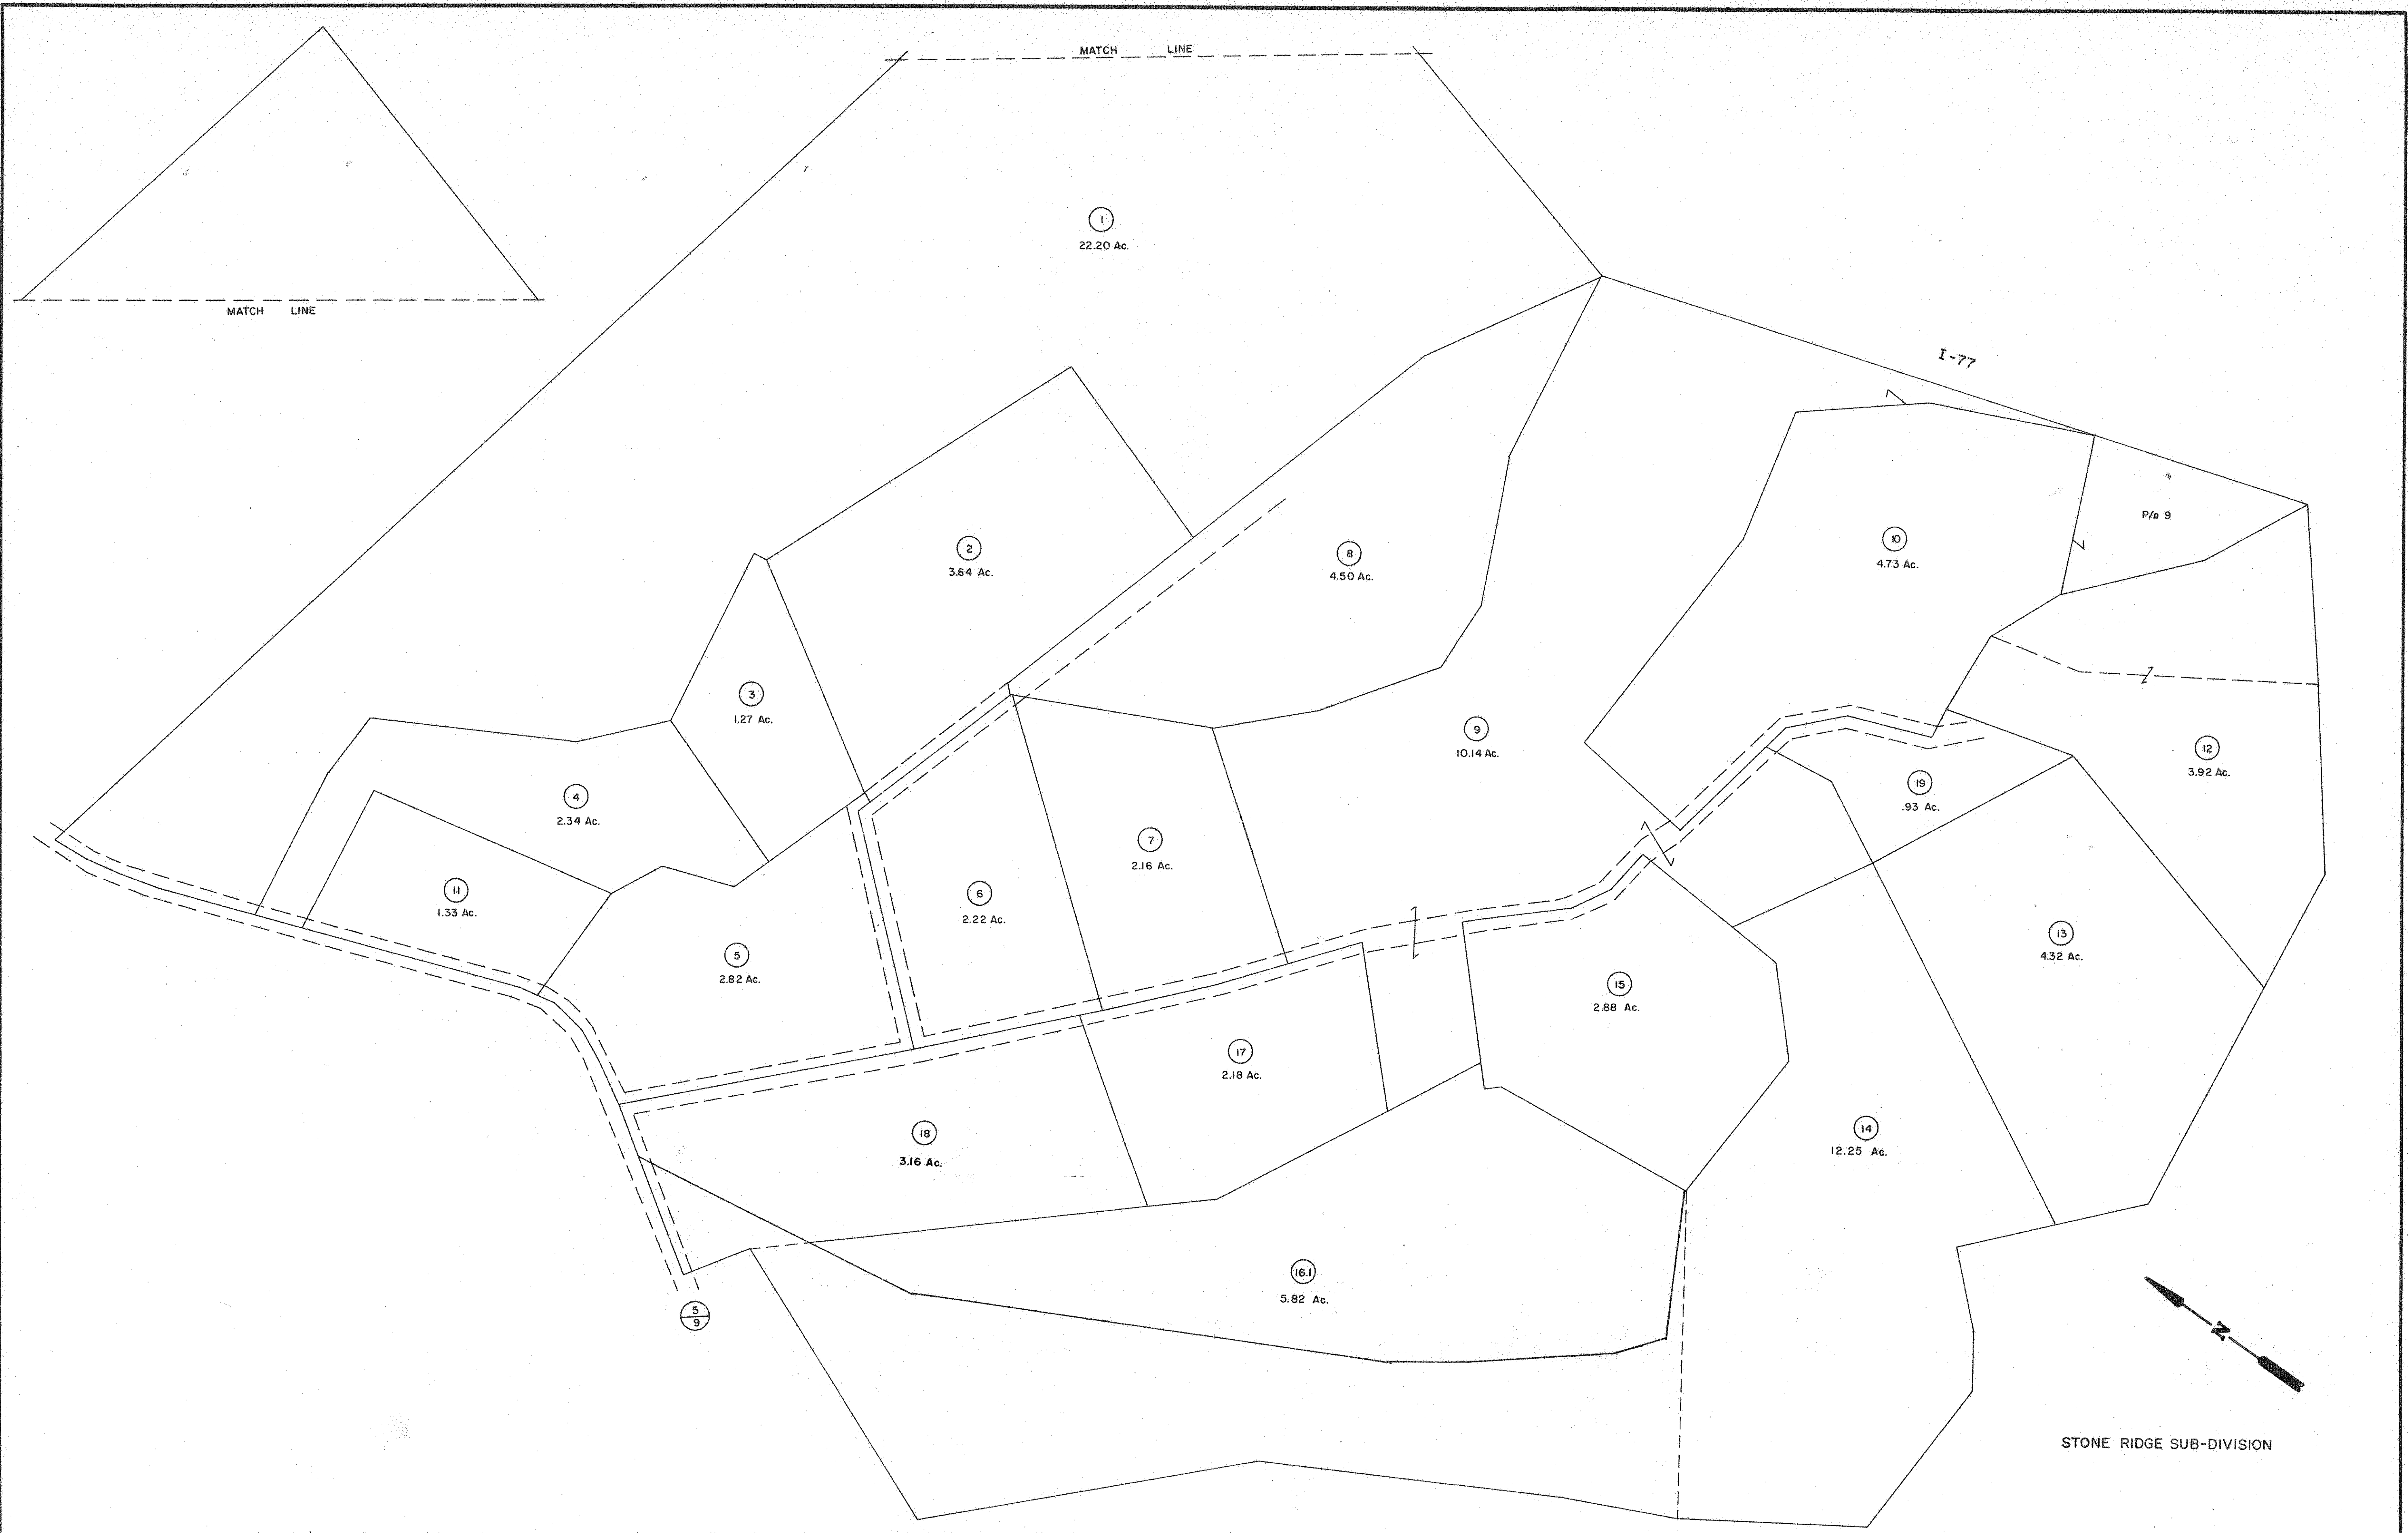 MATCH LINE
MATCH LINE
1
22.20 Ac.
I-77
2
3.64 Ac.
8
4.50 Ac.
10
4.73 Ac.
P/o 9
3
1.27 Ac.
9
10.14 Ac.
12
3.92 Ac.
4
2.34 Ac.
19
.93 Ac.
7
2.16 Ac.
11
1.33 Ac.
6
2.22 Ac.
5
2.82 Ac.
13
4.32 Ac.
15
2.88 Ac.
17
2.18 Ac.
18
3.16 Ac.
14
12.25 Ac.
16.1
5.82 Ac.
5
9
N
STONE RIDGE SUB-DIVISION